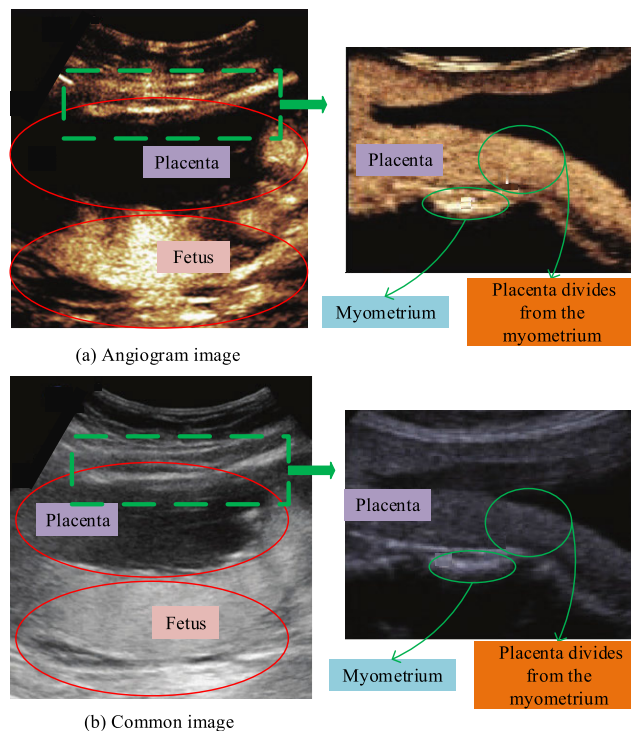 Placenta
Fetus
Placenta
Myometrium
Placenta divides
from the
myometrium
(a) Angiogram image
Placenta
Fetus
Placenta
Myometrium
Placenta divides
from the
myometrium
(b) Common image